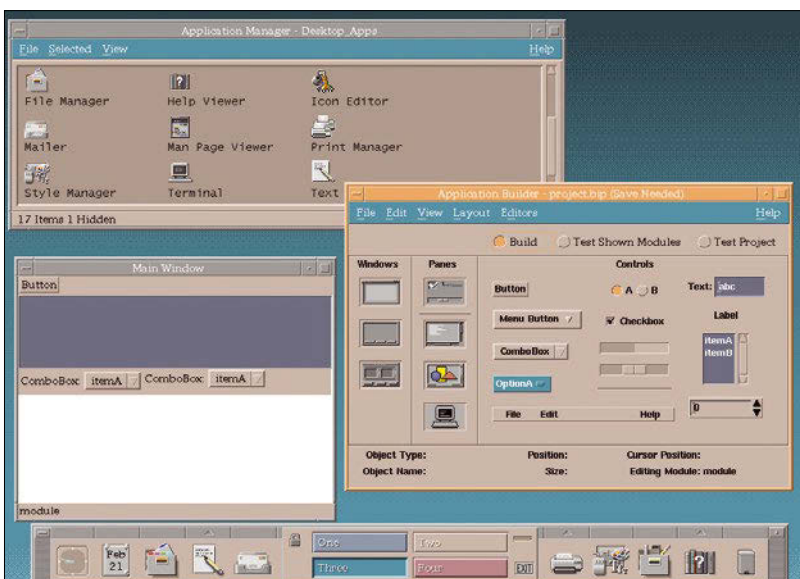 Application Manager - Desktop_Apps
File Selected View Help
File Manager
Help Viewer
Icon Editor
Mailer
Man Page Viewer
Print Manager
Style Manager
Terminal
Text
17 Items 1 Hidden
Application Builder - project.bip (Save Needed)
File Edit View Layout Editors Help
Build Test Shown Modules Test Project
Windows Panes Controls
Button A B Text: abc
Menu Button Checkbox Label
itemA
itemB
ComboBox
OptionA
File Edit Help
0
Object Type: Position: Cursor Position:
Object Name: Size: Editing Module: module
Main Window
Button
ComboBox: itemA ComboBox: itemA
module
One Two
Three Four
EXIT
Feb
21